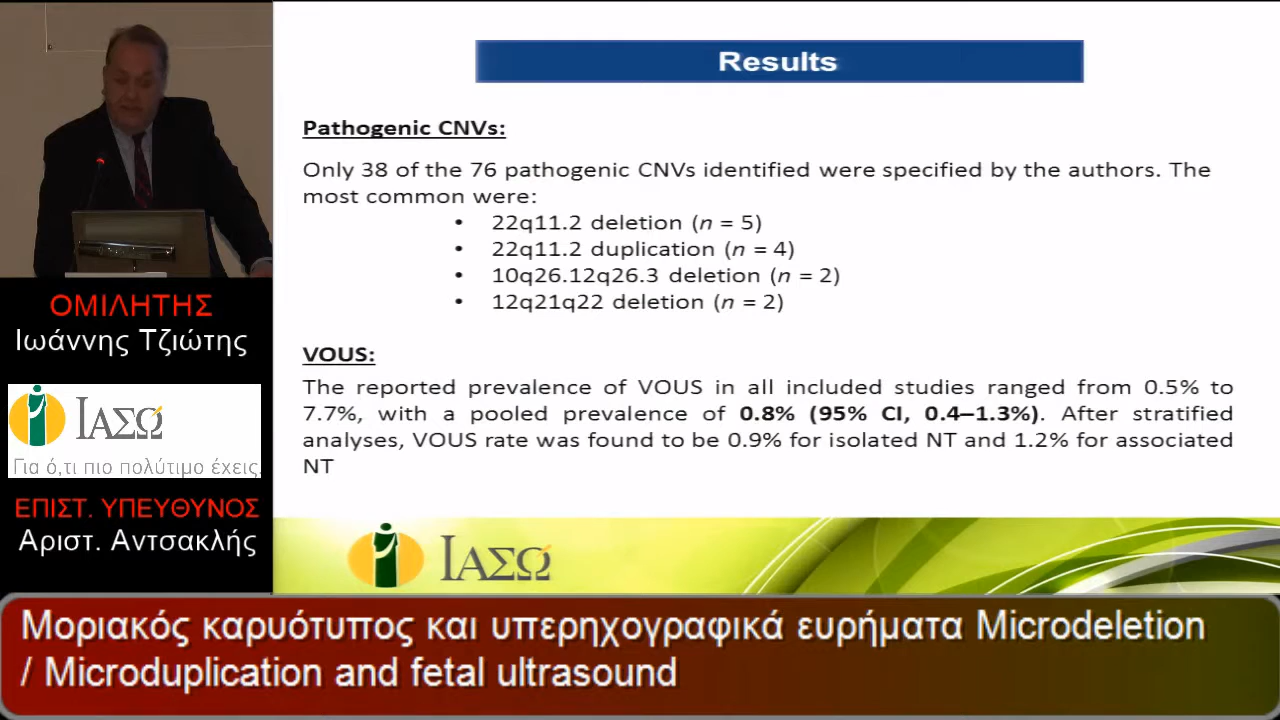 Results
Pathogenic CNVs:
Only 38 of the 76 pathogenic CNVs identified were specified by the authors. The
most common were:
• 22q11.2 deletion (n = 5)
• 22q11.2 duplication (n = 4)
• 10q26.12q26.3 deletion (n = 2)
• 12q21q22 deletion (n = 2)
VOUS:
The reported prevalence of VOUS in all included studies ranged from 0.5% to
7.7%, with a pooled prevalence of 0.8% (95% CI, 0.4–1.3%). After stratified
analyses, VOUS rate was found to be 0.9% for isolated NT and 1.2% for associated
NT
ΟΜΙΛΗΤΗΣ
Ιωάννης Τζιώτης
ΙΑΣΩ
Για ό,τι πιο πολύτιμο έχεις.
ΕΠΙΣΤ. ΥΠΕΥΘΥΝΟΣ
Αριστ. Αντσακλής
ΙΑΣΩ
Μοριακός καρυότυπος και υπερηχογραφικά ευρήματα Microdeletion
/ Microduplication and fetal ultrasound